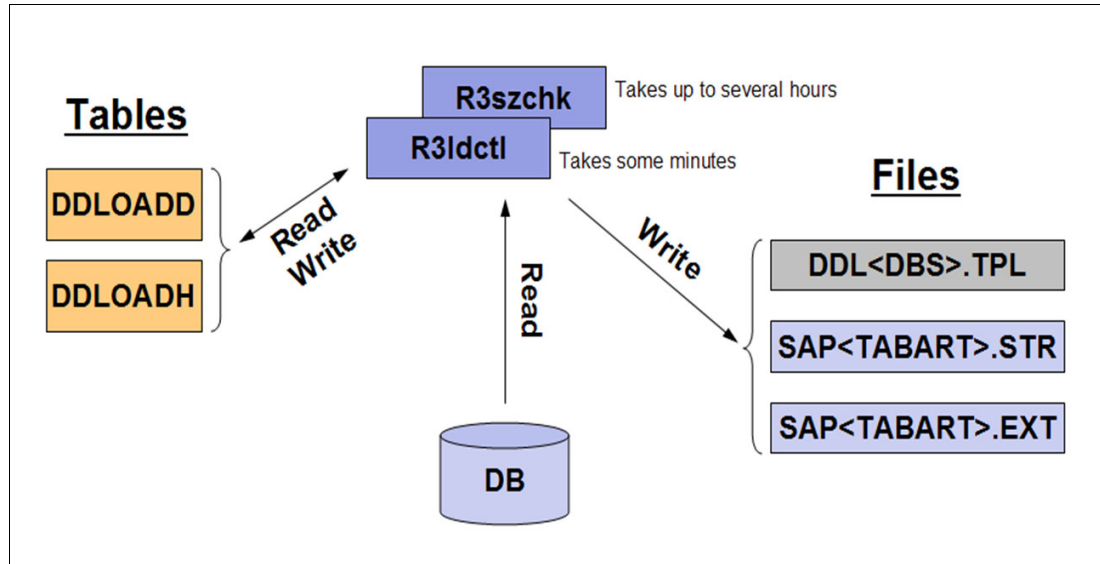 Tables
DDLOADD
DDLOADH
Read
Write
R3szchk
Takes up to several hours
R3ldctl
Takes some minutes
Read
DB
Write
Files
DDL<DBS>.TPL
SAP<TABART>.STR
SAP<TABART>.EXT